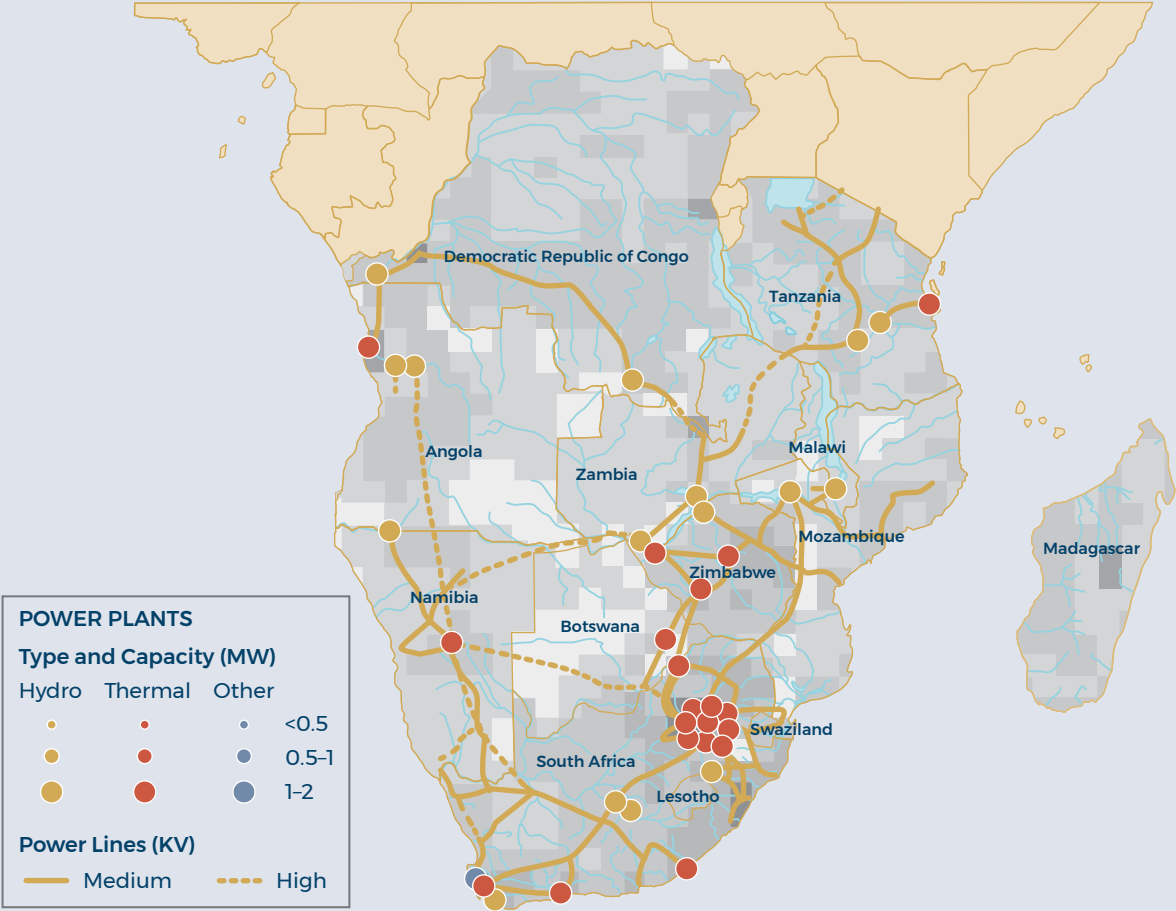 Democratic Republic of Congo
Tanzania
Angola
Malawi
Zambia
Mozambique
Madagascar
Zimbabwe
Namibia
Botswana
Swaziland
South Africa
Lesotho
POWER PLANTS
Type and Capacity (MW)
Hydro Thermal Other
<0.5
0.5–1
1–2
Power Lines (KV)
Medium High